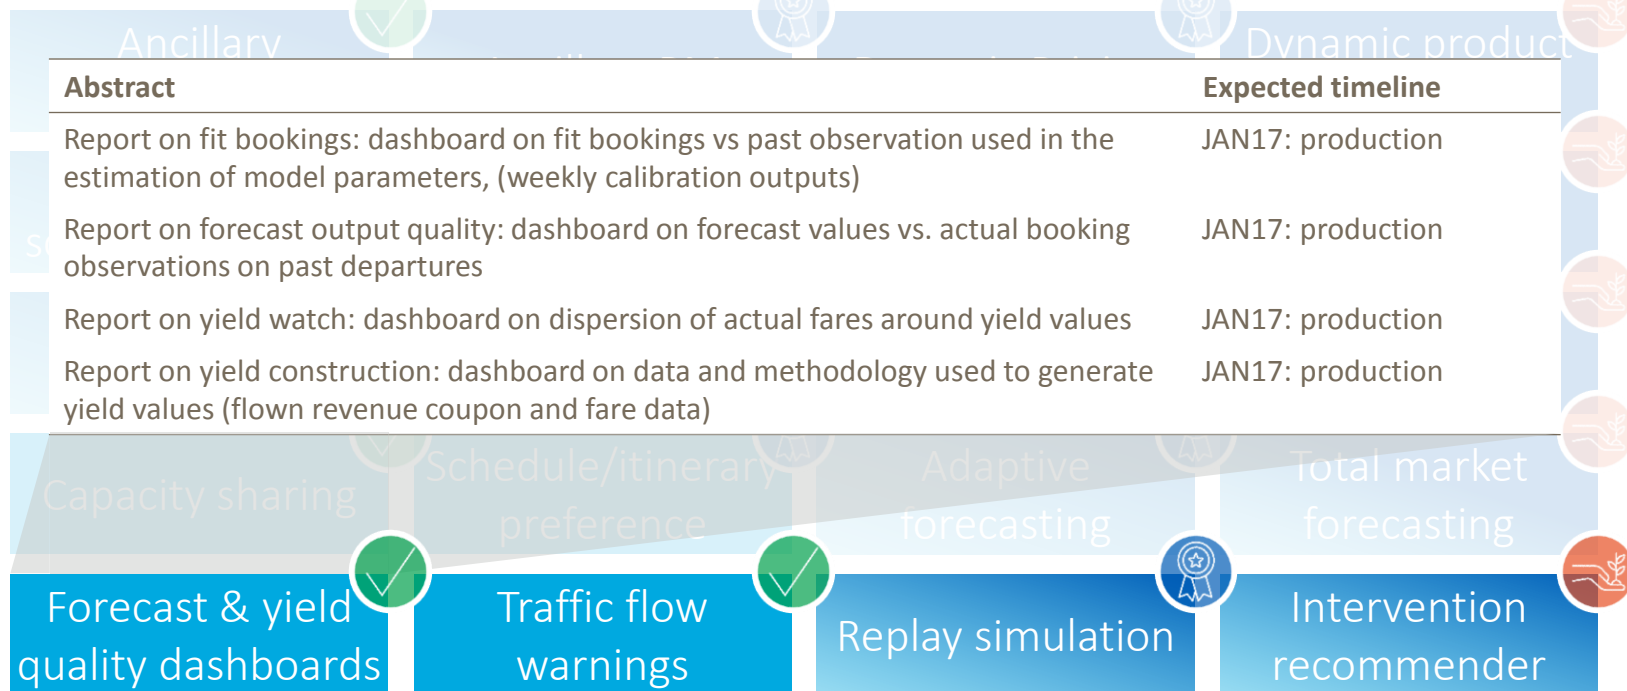 Ancillary
Dynamic product
Abstract
Expected timeline
Report on fit bookings: dashboard on fit bookings vs past observation used in the
estimation of model parameters, (weekly calibration outputs)
JAN17: production
Report on forecast output quality: dashboard on forecast values vs. actual booking
observations on past departures
JAN17: production
Report on yield watch: dashboard on dispersion of actual fares around yield values
JAN17: production
Report on yield construction: dashboard on data and methodology used to generate
yield values (flown revenue coupon and fare data)
JAN17: production
Capacity sharing
Schedule/itinerary
preference
Adaptive
forecasting
Total market
forecasting
Forecast & yield
quality dashboards
Traffic flow
warnings
Replay simulation
Intervention
recommender